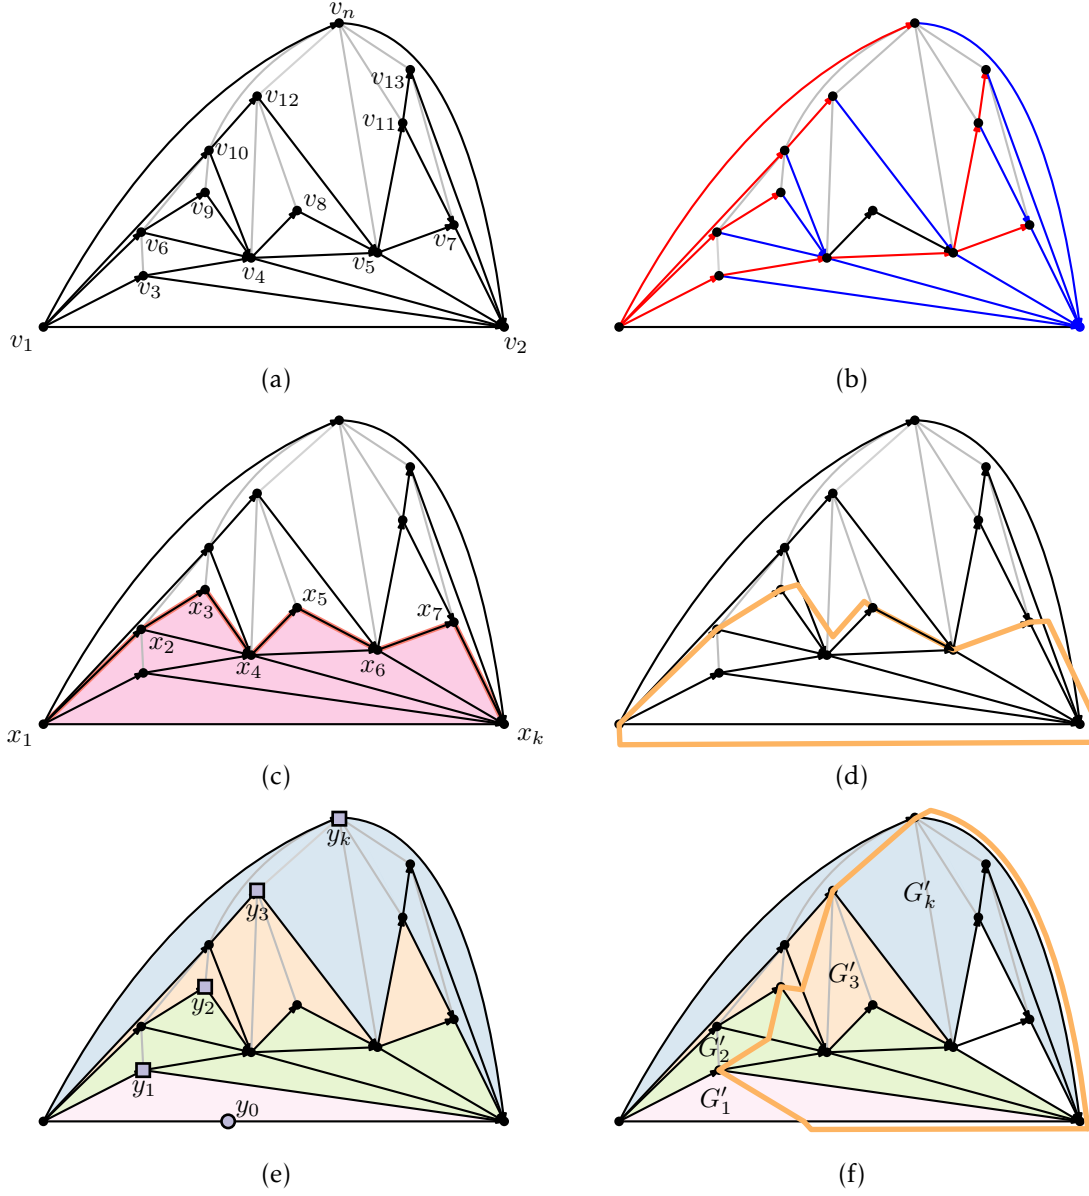 v_n
v_13
v_12
v_11
v_10
v_9
v_8
v_6
v_7
v_4
v_5
v_3
v_1
v_2
(a)
(b)
x_3
x_5
x_7
x_2
x_4
x_6
x_1
x_k
(c)
(d)
y_k
y_3
y_2
y_1
y_0
(e)
G'_k
G'_3
G'_2
G'_1
(f)